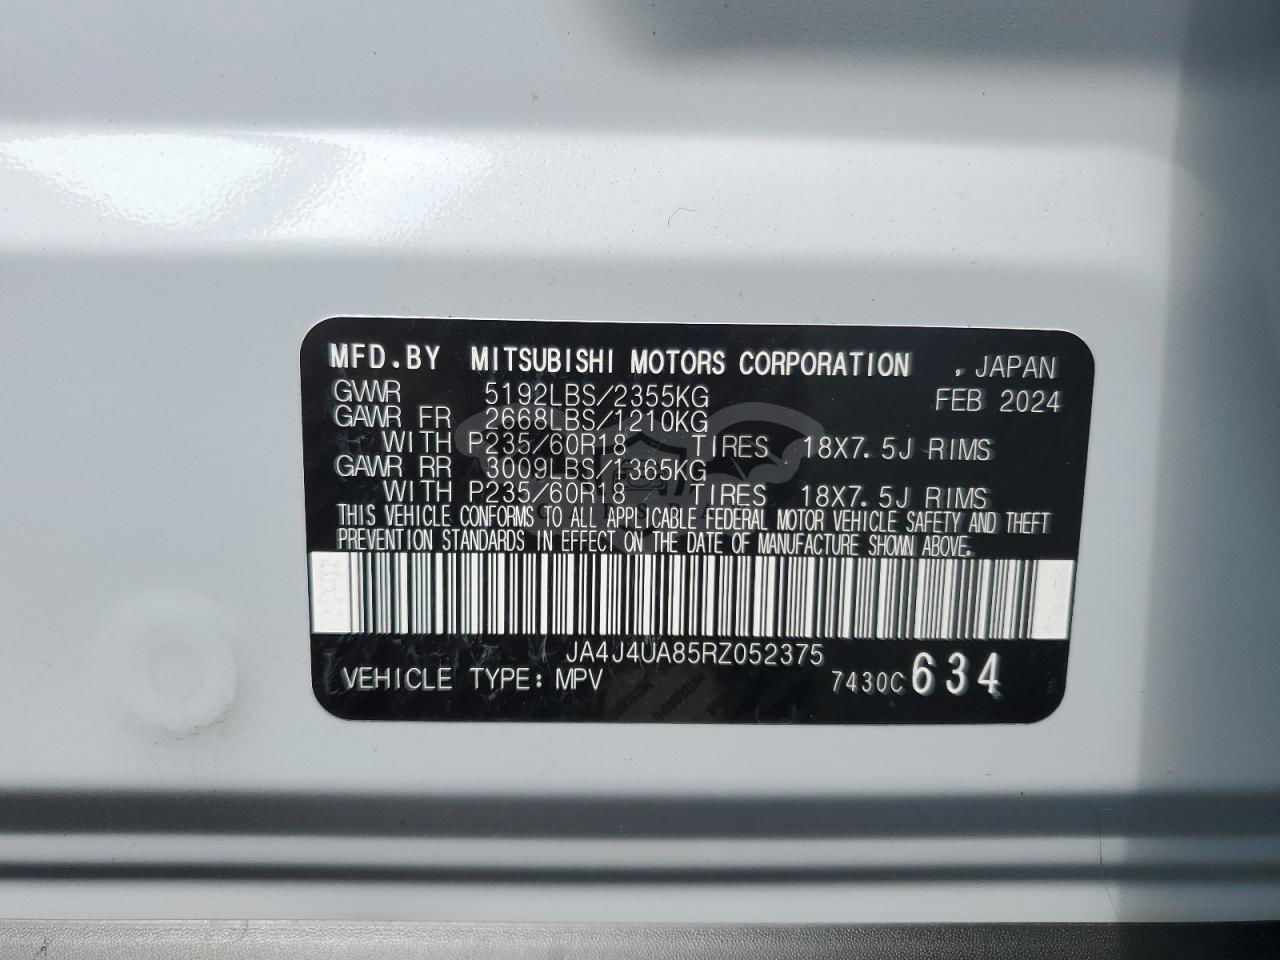 MFD.BY MITSUBISHI MOTORS CORPORATION , JAPAN
GVWR 5192LBS/2355KG FEB 2024
GAWR FR 2668LBS/1210KG
WITH P235/60R18 TIRES 18X7.5J RIMS
GAWR RR 3009LBS/1365KG
WITH P235/60R18 TIRES 18X7.5J RIMS
THIS VEHICLE CONFORMS TO ALL APPLICABLE FEDERAL MOTOR VEHICLE SAFETY AND THEFT
PREVENTION STANDARDS IN EFFECT ON THE DATE OF MANUFACTURE SHOWN ABOVE.
JA4J4UA85RZ052375
VEHICLE TYPE: MPV 7430C 634